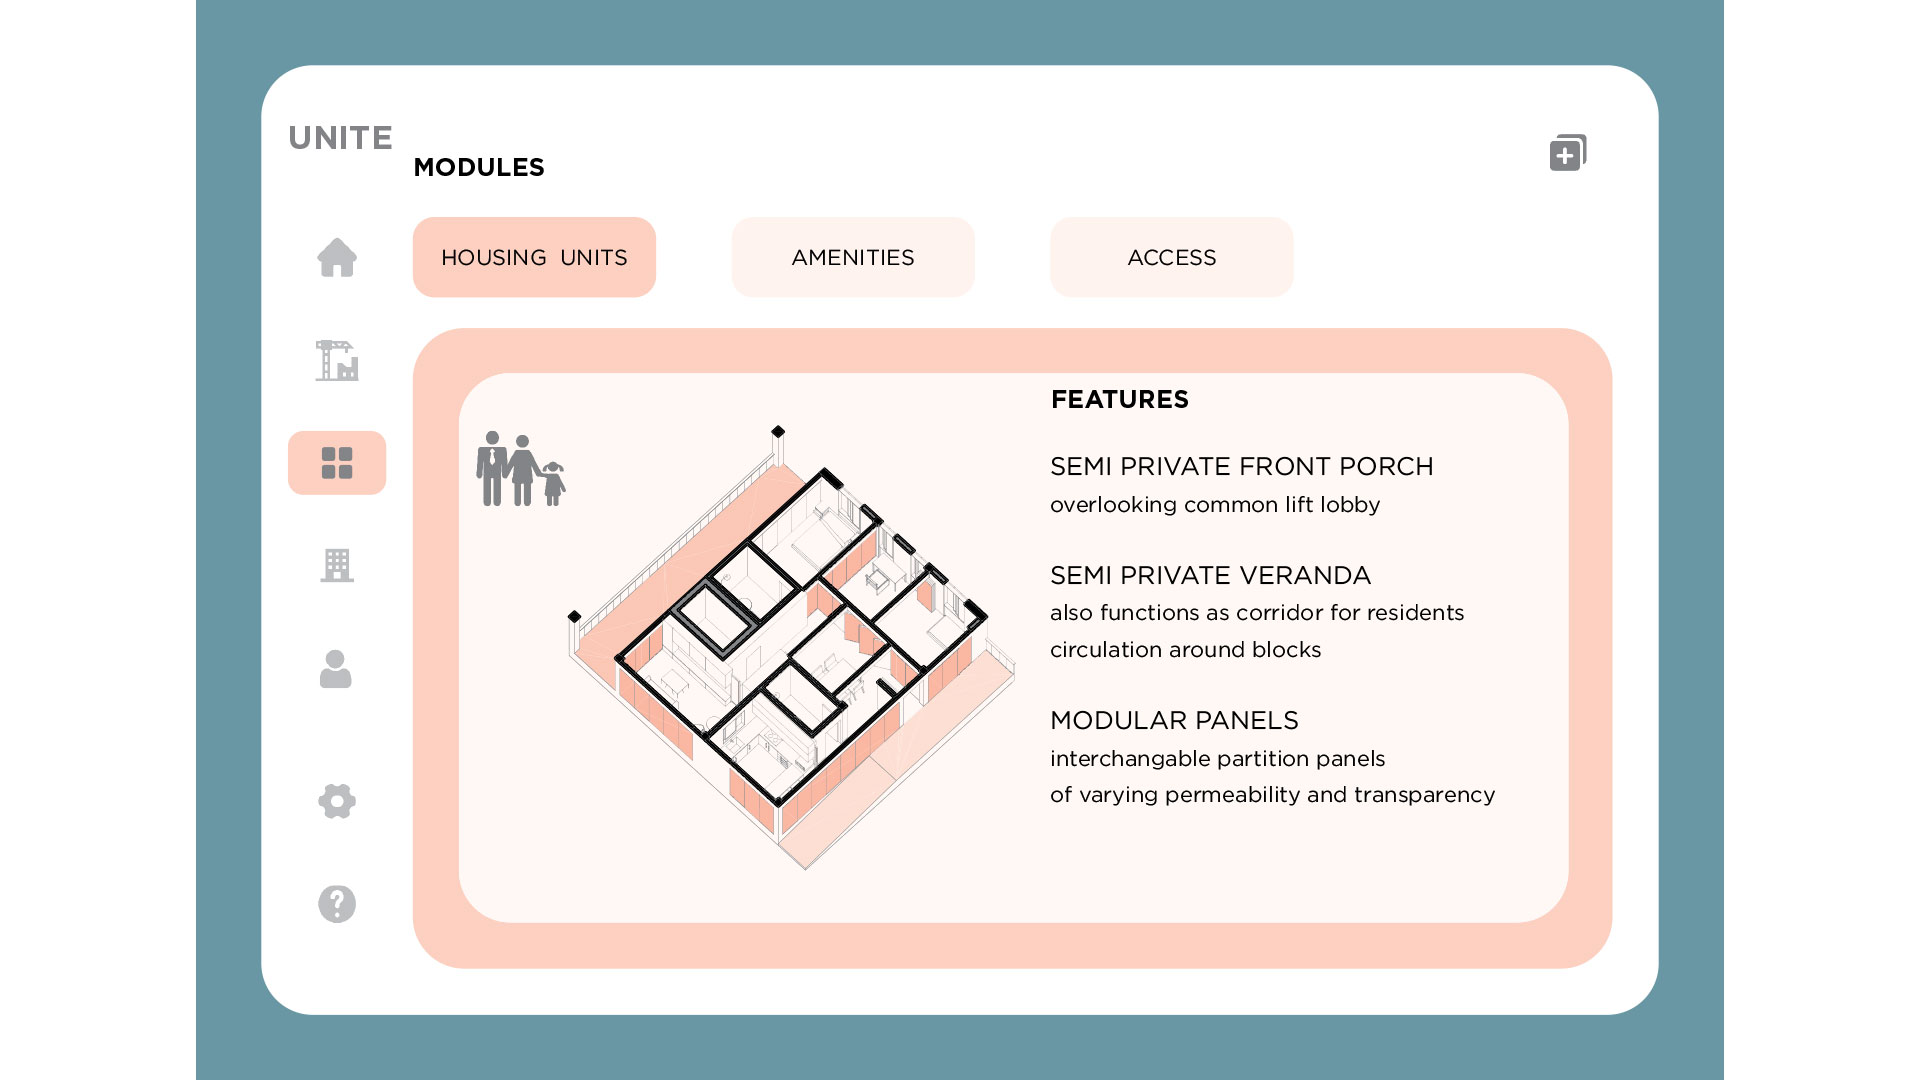 UNITE
MODULES
HOUSING UNITS
AMENITIES
ACCESS
FEATURES
SEMI PRIVATE FRONT PORCH
overlooking common lift lobby
SEMI PRIVATE VERANDA
also functions as corridor for residents
circulation around blocks
MODULAR PANELS
interchangable partition panels
of varying permeability and transparency